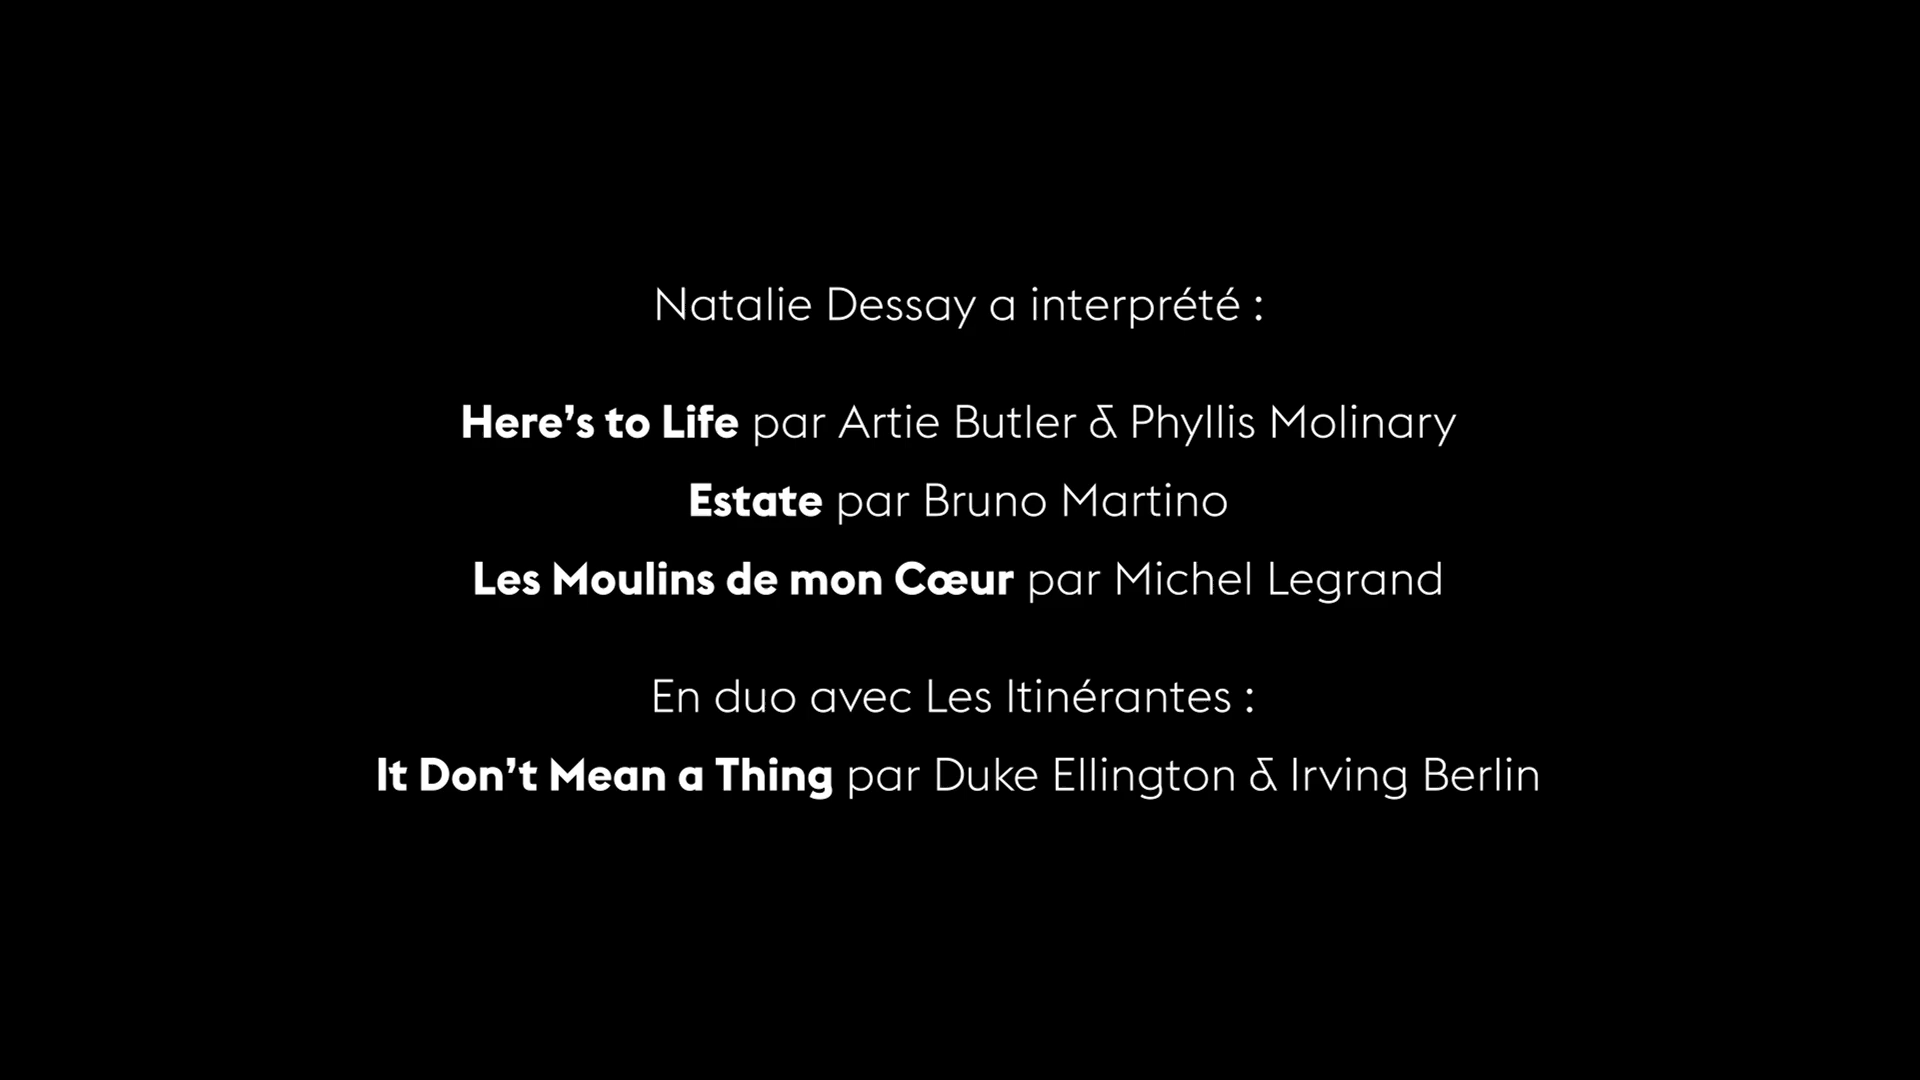 Natalie Dessay a interprété :
Here’s to Life par Artie Butler & Phyllis Molinary
Estate par Bruno Martino
Les Moulins de mon Cœur par Michel Legrand
En duo avec Les Itinérantes :
It Don’t Mean a Thing par Duke Ellington & Irving Berlin